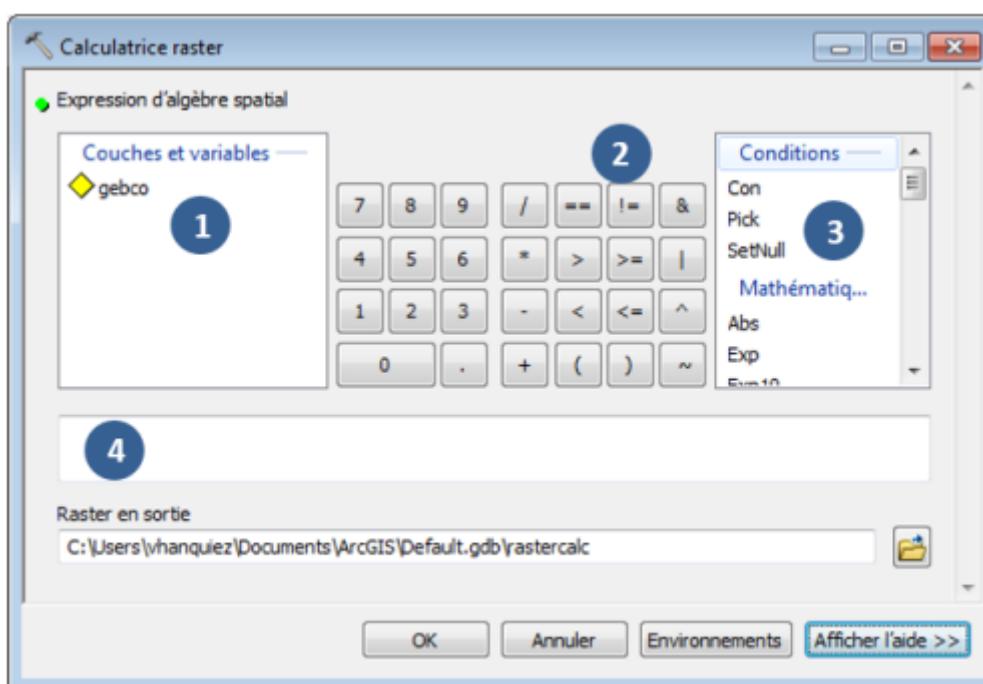 Calculatrice raster
Expression d'algèbre spatial
Couches et variables
gebco
1
2
3
7 8 9 / == != &
4 5 6 * > >= |
1 2 3 - < <= ^
0 . + ( ) ~
Conditions
Con
Pick
SetNull
Mathématiq...
Abs
Exp
Exp10
4
Raster en sortie
C:\Users\vhanquiez\Documents\ArcGIS\Default.gdb\rastercalc
OK Annuler Environnements Afficher l'aide >>